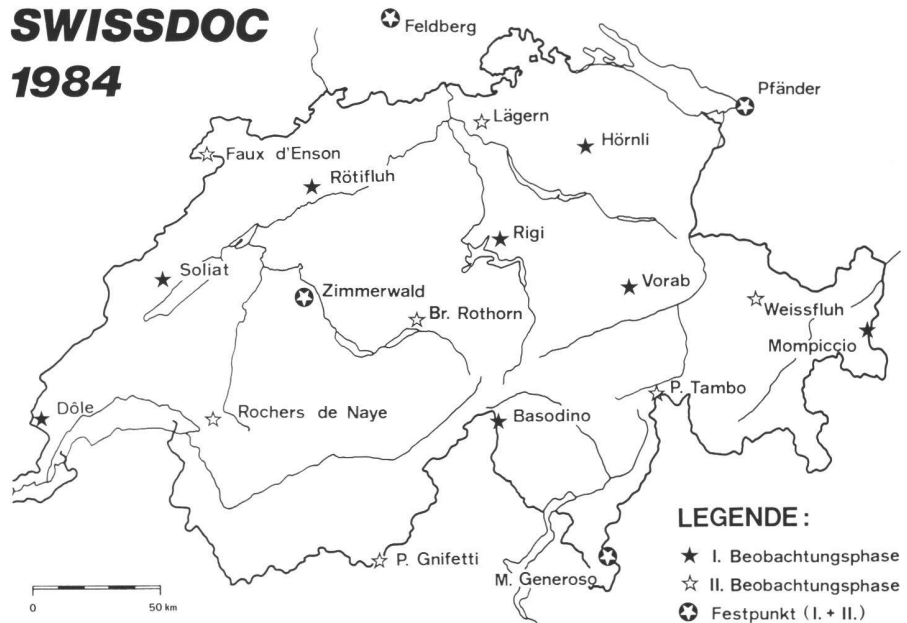 SWISSDOC
1984
Feldberg
Pfänder
Lägern
Hörnli
Faux d'Enson
Rötifluh
Rigi
Soliat
Zimmerwald
Vorab
Weissfluh
Br. Rothorn
Mompiccio
P. Tambo
Dôle
Rochers de Naye
Basodino
P. Gnifetti
M. Generoso
LEGENDE:
I. Beobachtungsphase
II. Beobachtungsphase
Festpunkt (I. + II.)
0 50 km